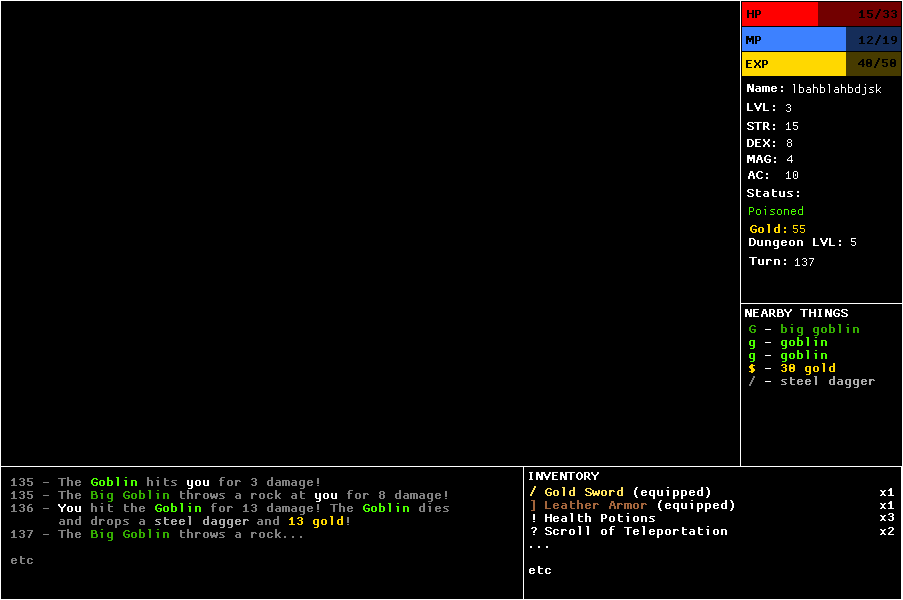 HP 15/33
MP 12/19
EXP 40/50
Name: lbahblahbdjsk
LVL: 3
STR: 15
DEX: 8
MAG: 4
AC: 10
Status:
Poisoned
Gold: 55
Dungeon LVL: 5
Turn: 137
NEARBY THINGS
G - big goblin
g - goblin
g - goblin
$ - 30 gold
/ - steel dagger
135 - The Goblin hits you for 3 damage!
135 - The Big Goblin throws a rock at you for 8 damage!
136 - You hit the Goblin for 13 damage! The Goblin dies
and drops a steel dagger and 13 gold!
137 - The Big Goblin throws a rock...
etc
INVENTORY
/ Gold Sword (equipped) x1
] Leather Armor (equipped) x1
! Health Potions x3
? Scroll of Teleportation x2
...
etc